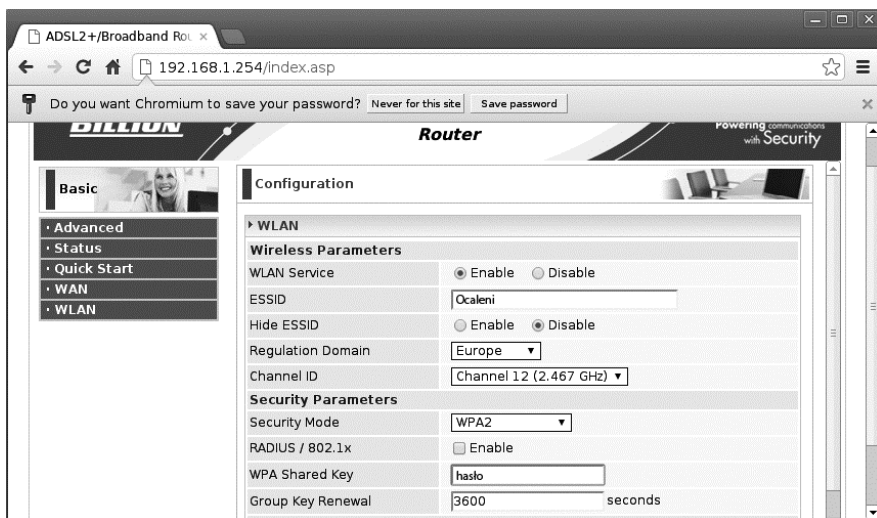 ADSL2+/Broadband Rou
192.168.1.254/index.asp
Do you want Chromium to save your password? Never for this site Save password
BILLION Router Powering communications with Security
Basic
Configuration
· Advanced
· Status
· Quick Start
· WAN
· WLAN
WLAN
Wireless Parameters
WLAN Service Enable Disable
ESSID Ocaleni
Hide ESSID Enable Disable
Regulation Domain Europe
Channel ID Channel 12 (2.467 GHz)
Security Parameters
Security Mode WPA2
RADIUS / 802.1x Enable
WPA Shared Key hasło
Group Key Renewal 3600 seconds